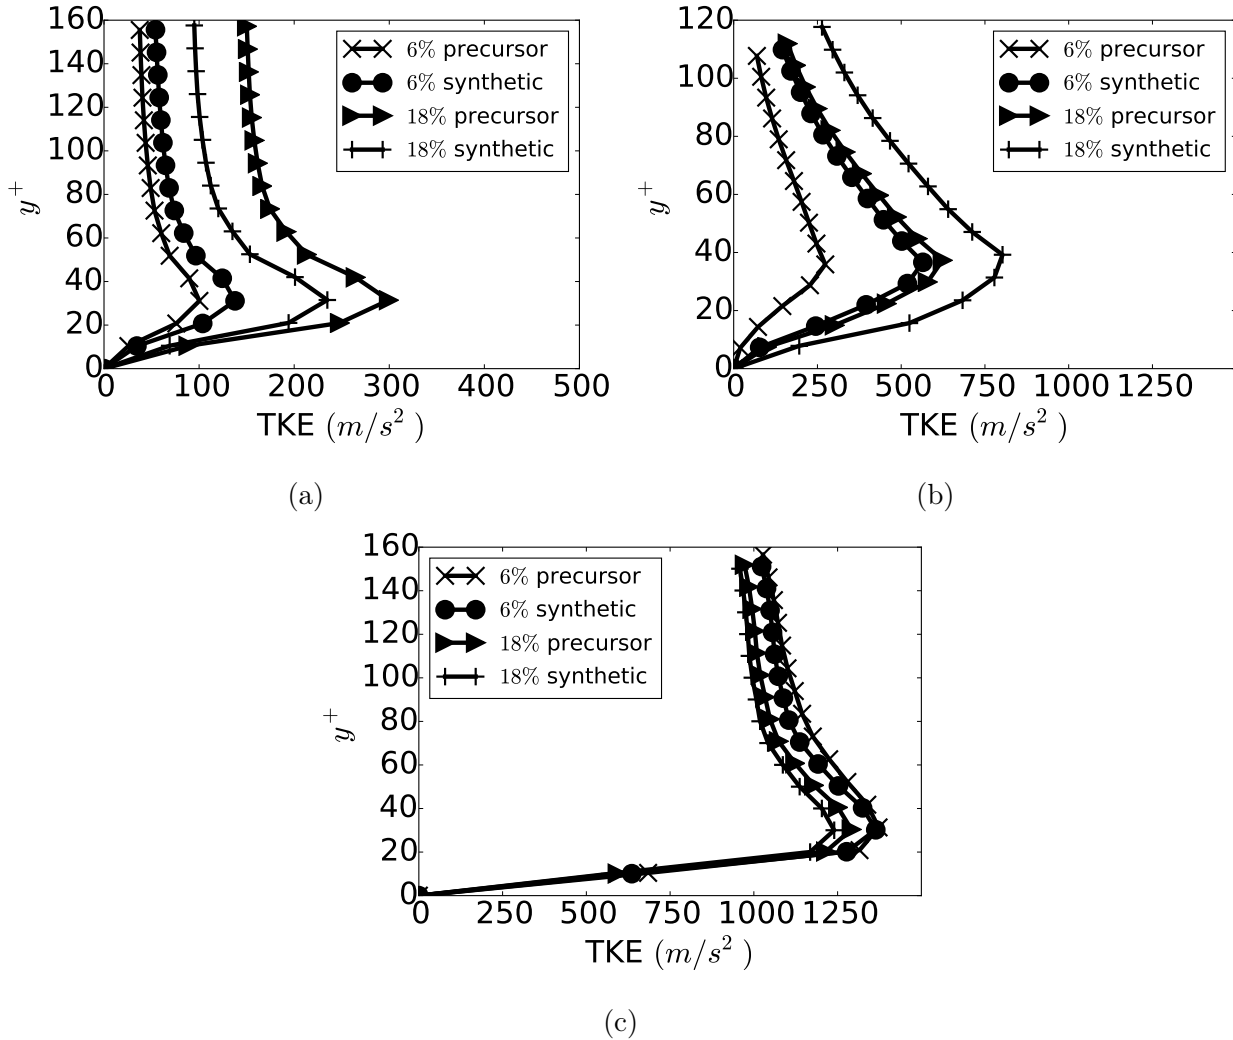 160
140
120
100
80
60
40
20
0
y+
6% precursor
6% synthetic
18% precursor
18% synthetic
0 100 200 300 400 500
TKE (m/s²)
(a)
120
100
80
60
40
20
0
y+
6% precursor
6% synthetic
18% precursor
18% synthetic
0 250 500 750 1000 1250
TKE (m/s²)
(b)
160
140
120
100
80
60
40
20
0
y+
6% precursor
6% synthetic
18% precursor
18% synthetic
0 250 500 750 1000 1250
TKE (m/s²)
(c)